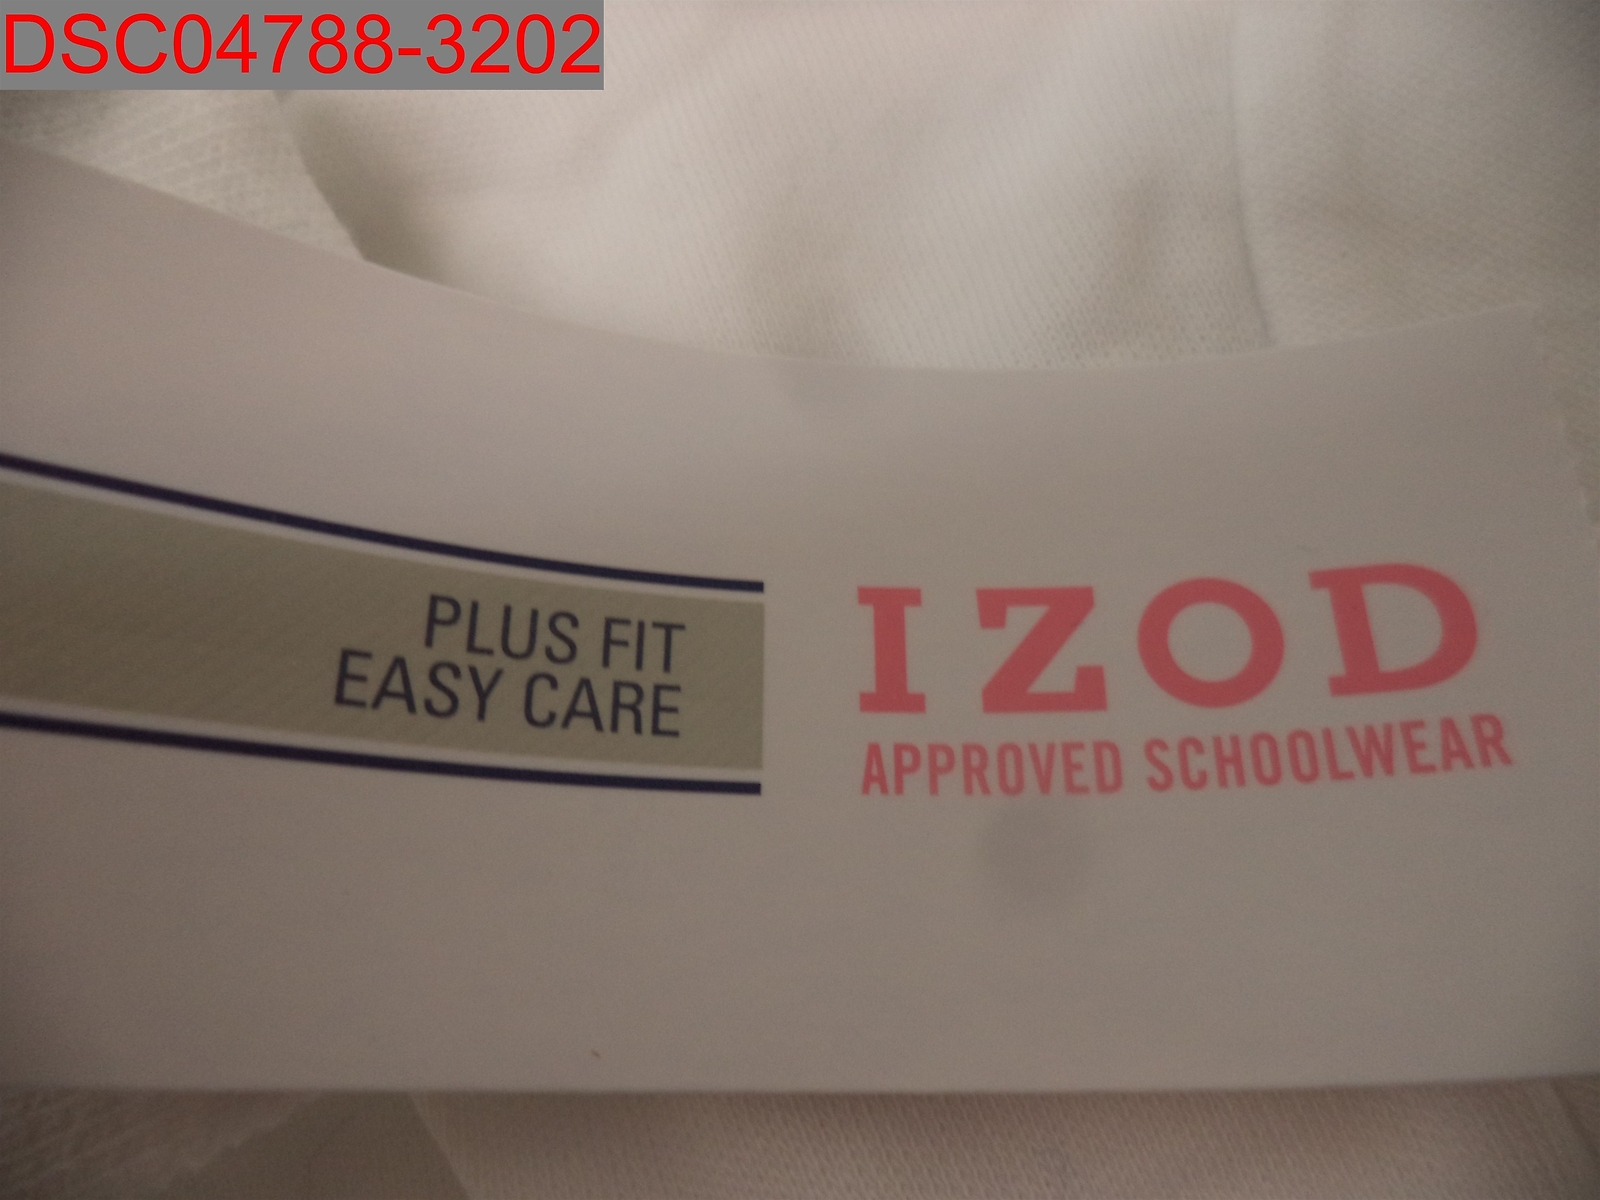 DSC04788-3202
PLUS FIT
EASY CARE
IZOD
APPROVED SCHOOLWEAR